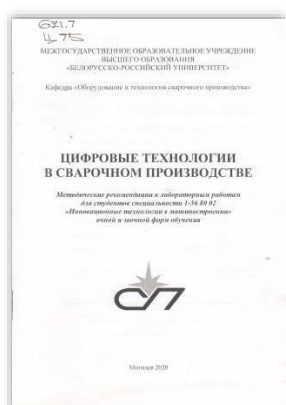 621.7
Ц 75
МЕЖГОСУДАРСТВЕННОЕ ОБРАЗОВАТЕЛЬНОЕ УЧРЕЖДЕНИЕ
ВЫСШЕГО ОБРАЗОВАНИЯ
«БЕЛОРУССКО-РОССИЙСКИЙ УНИВЕРСИТЕТ»
Кафедра «Оборудование и технология сварочного производства»
ЦИФРОВЫЕ ТЕХНОЛОГИИ
В СВАРОЧНОМ ПРОИЗВОДСТВЕ
Методические рекомендации к лабораторным работам
для студентов специальности 1-36 80 02
«Инновационные технологии в машиностроении»
очной и заочной форм обучения
СП
Могилев 2020